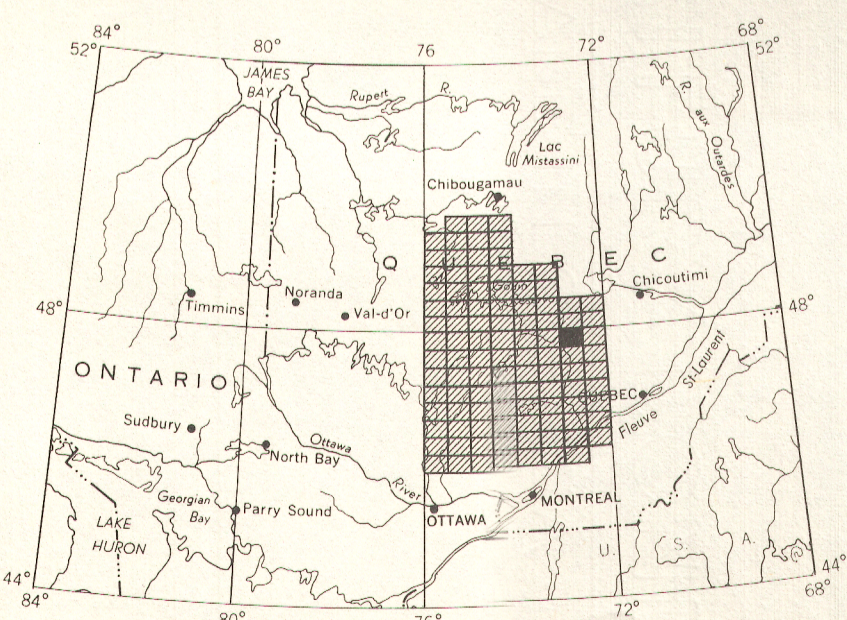 84°
80°
76
72°
68°
52°
52°
JAMES
BAY
Rupert R.
R. aux Outardes
Lac
Mistassini
Chibougamau
Q U E B E C
Gouin
Chicoutimi
Timmins
Noranda
Val-d'Or
48°
48°
ONTARIO
QUEBEC
Fleuve St-Laurent
Sudbury
North Bay
Ottawa River
Georgian
Bay
Parry Sound
OTTAWA
MONTREAL
LAKE
HURON
U. S. A.
44°
44°
84°
80°
76°
72°
68°